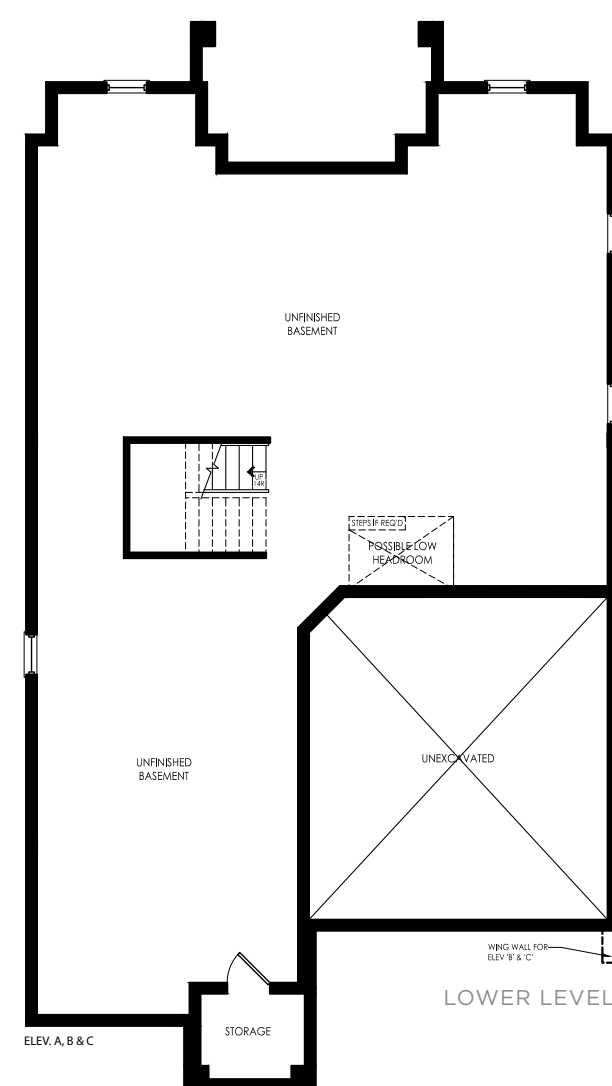 UNFINISHED
BASEMENT
UP
14R
STEPS IF REQ'D
POSSIBLE LOW
HEADROOM
UNEXCAVATED
UNFINISHED
BASEMENT
WING WALL FOR
ELEV 'B' & 'C'
LOWER LEVEL
STORAGE
ELEV. A, B & C